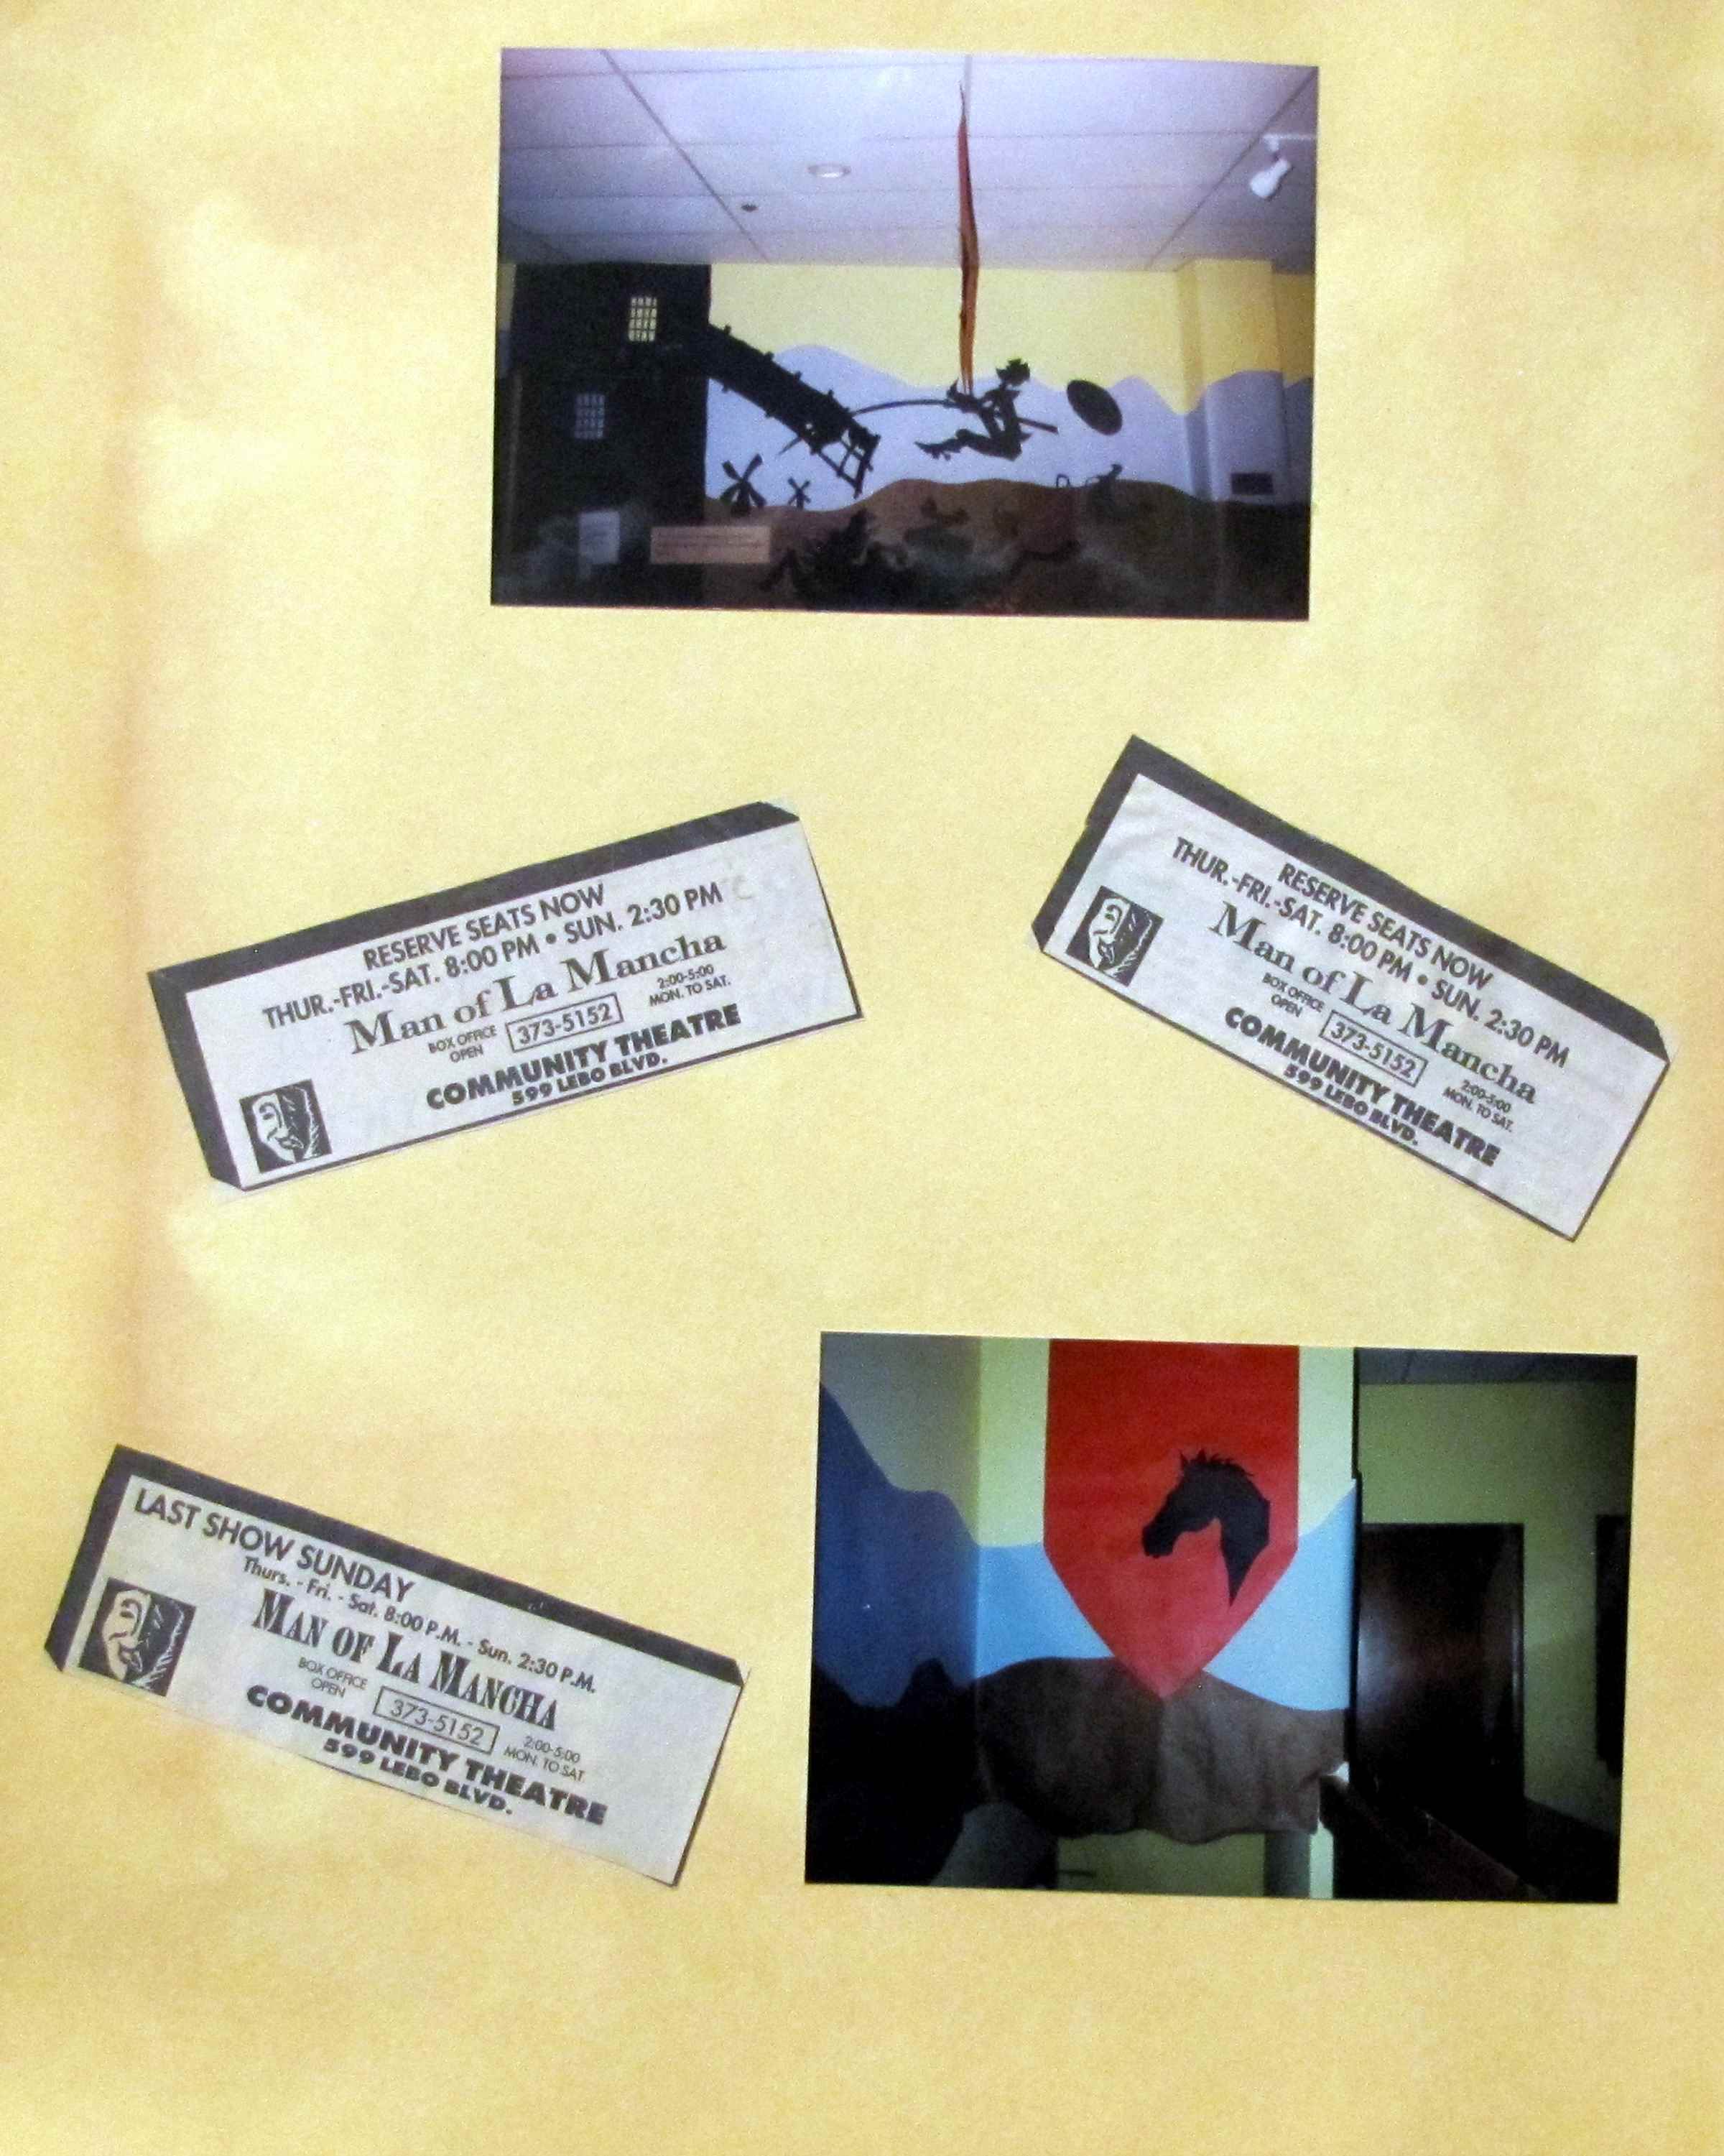 RESERVE SEATS NOW
THUR.-FRI.-SAT. 8:00 PM • SUN. 2:30 PM
Man of La Mancha
BOX OFFICE
OPEN
373-5152
2:00-5:00
MON. TO SAT.
COMMUNITY THEATRE
599 LEBO BLVD.
RESERVE SEATS NOW
THUR.-FRI.-SAT. 8:00 PM • SUN. 2:30 PM
Man of La Mancha
BOX OFFICE
OPEN
373-5152
2:00-5:00
MON. TO SAT.
COMMUNITY THEATRE
599 LEBO BLVD.
LAST SHOW SUNDAY
Thurs. - Fri. - Sat. 8:00 P.M. - Sun. 2:30 P.M.
MAN OF LA MANCHA
BOX OFFICE
OPEN
373-5152
2:00-5:00
MON. TO SAT.
COMMUNITY THEATRE
599 LEBO BLVD.